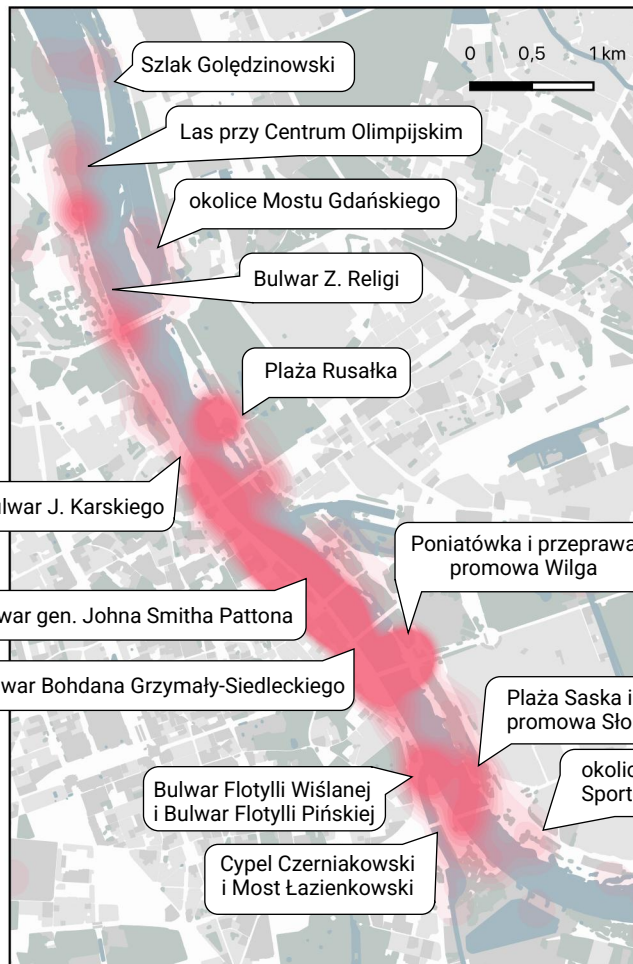 Szlak Golędzinowski
0 0,5 1 km
Las przy Centrum Olimpijskim
okolice Mostu Gdańskiego
Bulwar Z. Religi
Plaża Rusałka
ulwar J. Karskiego
Poniatówka i przeprawa
promowa Wilga
war gen. Johna Smitha Pattona
war Bohdana Grzymały-Siedleckiego
Plaża Saska i
promowa Sło
okolic
Sport
Bulwar Flotylli Wiślanej
i Bulwar Flotylli Pińskiej
Cypel Czerniakowski
i Most Łazienkowski